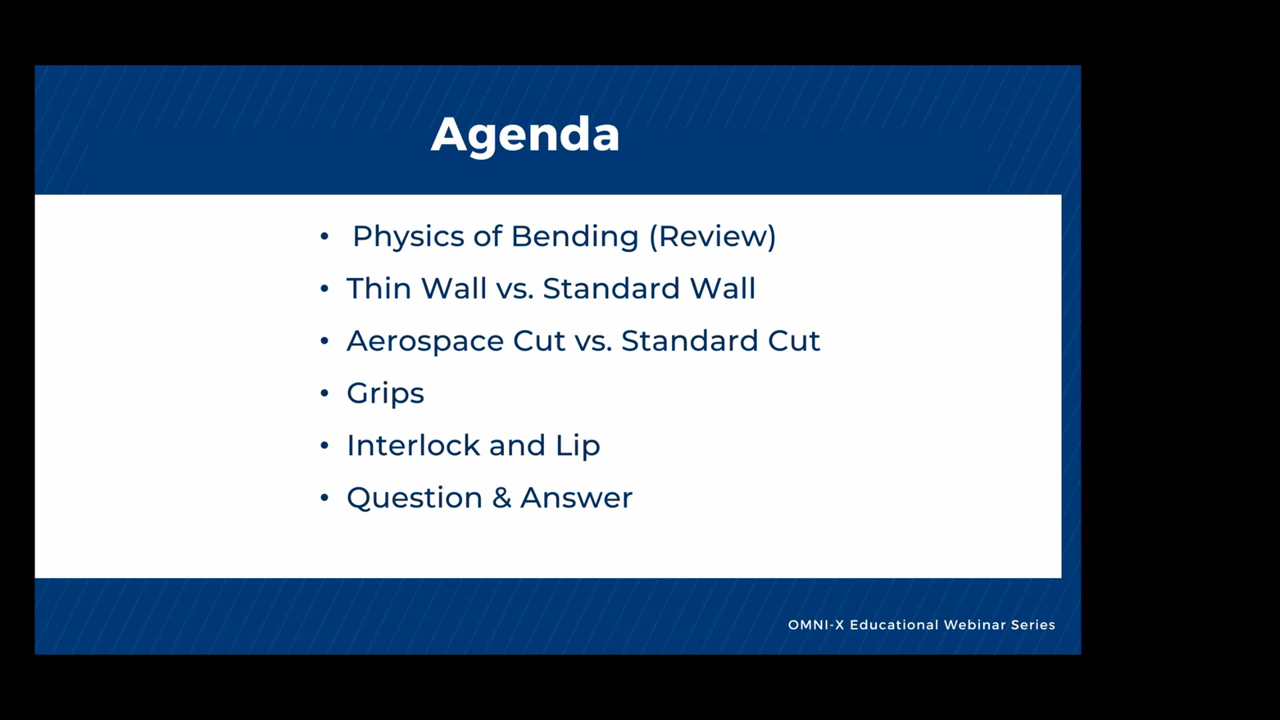 Agenda
• Physics of Bending (Review)
• Thin Wall vs. Standard Wall
• Aerospace Cut vs. Standard Cut
• Grips
• Interlock and Lip
• Question & Answer
OMNI-X Educational Webinar Series